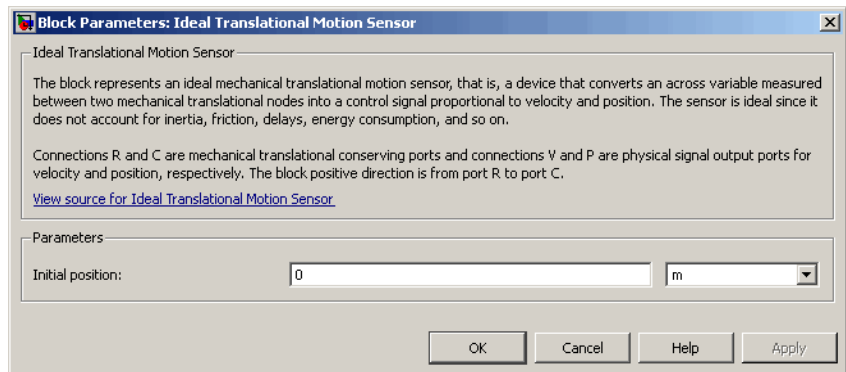 Block Parameters: Ideal Translational Motion Sensor
Ideal Translational Motion Sensor
The block represents an ideal mechanical translational motion sensor, that is, a device that converts an across variable measured
between two mechanical translational nodes into a control signal proportional to velocity and position. The sensor is ideal since it
does not account for inertia, friction, delays, energy consumption, and so on.
Connections R and C are mechanical translational conserving ports and connections V and P are physical signal output ports for
velocity and position, respectively. The block positive direction is from port R to port C.
View source for Ideal Translational Motion Sensor
Parameters
Initial position: 0 m
OK Cancel Help Apply